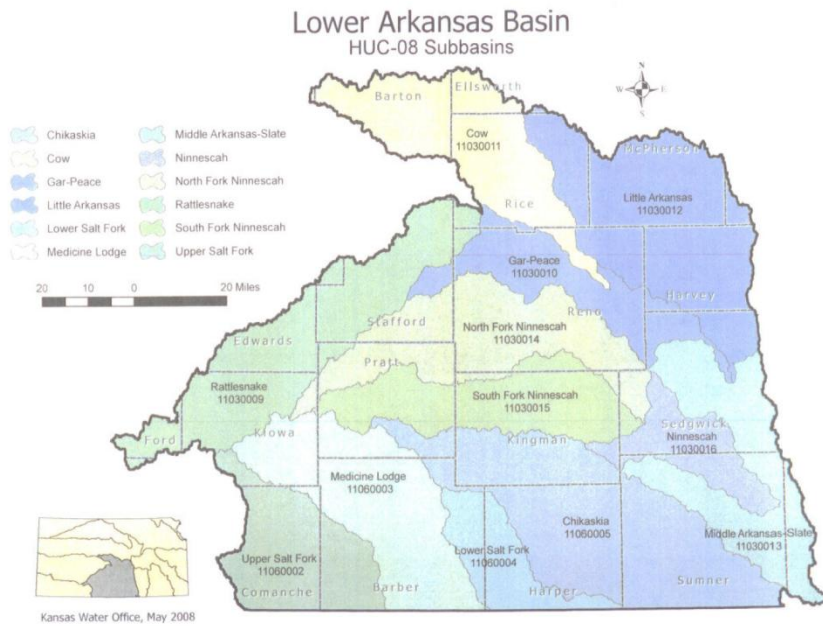 Lower Arkansas Basin
HUC-08 Subbasins
N
W
E
S
Chikaskia
Cow
Gar-Peace
Little Arkansas
Lower Salt Fork
Medicine Lodge
Middle Arkansas-Slate
Ninnescah
North Fork Ninnescah
Rattlesnake
South Fork Ninnescah
Upper Salt Fork
20 10 0 20 Miles
Barton
Ellsworth
Cow
11030011
McPherson
Rice
Little Arkansas
11030012
Gar-Peace
11030010
Harvey
Reno
Stafford
North Fork Ninnescah
11030014
Edwards
Pratt
Rattlesnake
11030009
South Fork Ninnescah
11030015
Sedgwick
Ninnescah
11030016
Ford
Kiowa
Kingman
Medicine Lodge
11060003
Chikaskia
11060005
Middle Arkansas-Slate
11030013
Upper Salt Fork
11060002
Lower Salt Fork
11060004
Comanche
Barber
Harper
Sumner
Kansas Water Office, May 2008